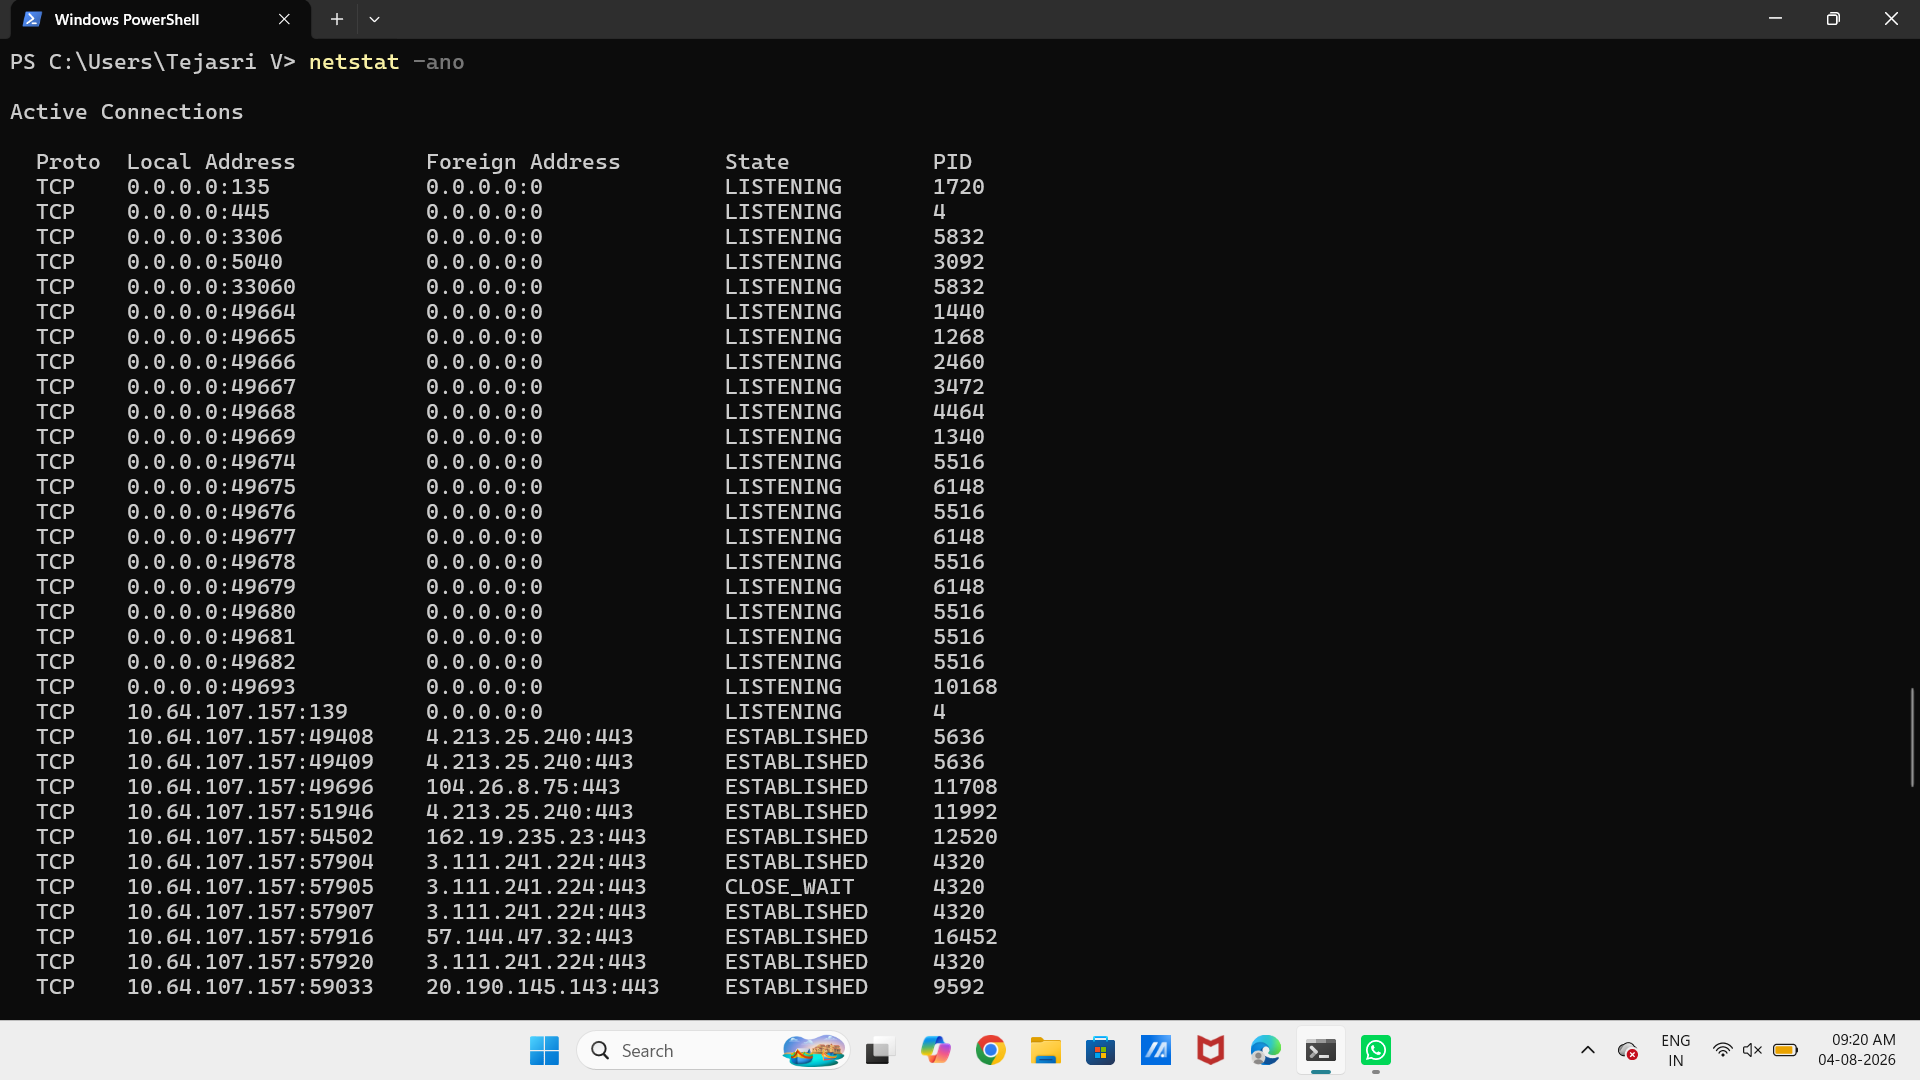 Windows PowerShell
PS C:\Users\Tejasri V> netstat -ano
Active Connections
Proto Local Address Foreign Address State PID
TCP 0.0.0.0:135 0.0.0.0:0 LISTENING 1720
TCP 0.0.0.0:445 0.0.0.0:0 LISTENING 4
TCP 0.0.0.0:3306 0.0.0.0:0 LISTENING 5832
TCP 0.0.0.0:5040 0.0.0.0:0 LISTENING 3092
TCP 0.0.0.0:33060 0.0.0.0:0 LISTENING 5832
TCP 0.0.0.0:49664 0.0.0.0:0 LISTENING 1440
TCP 0.0.0.0:49665 0.0.0.0:0 LISTENING 1268
TCP 0.0.0.0:49666 0.0.0.0:0 LISTENING 2460
TCP 0.0.0.0:49667 0.0.0.0:0 LISTENING 3472
TCP 0.0.0.0:49668 0.0.0.0:0 LISTENING 4464
TCP 0.0.0.0:49669 0.0.0.0:0 LISTENING 1340
TCP 0.0.0.0:49674 0.0.0.0:0 LISTENING 5516
TCP 0.0.0.0:49675 0.0.0.0:0 LISTENING 6148
TCP 0.0.0.0:49676 0.0.0.0:0 LISTENING 5516
TCP 0.0.0.0:49677 0.0.0.0:0 LISTENING 6148
TCP 0.0.0.0:49678 0.0.0.0:0 LISTENING 5516
TCP 0.0.0.0:49679 0.0.0.0:0 LISTENING 6148
TCP 0.0.0.0:49680 0.0.0.0:0 LISTENING 5516
TCP 0.0.0.0:49681 0.0.0.0:0 LISTENING 5516
TCP 0.0.0.0:49682 0.0.0.0:0 LISTENING 5516
TCP 0.0.0.0:49693 0.0.0.0:0 LISTENING 10168
TCP 10.64.107.157:139 0.0.0.0:0 LISTENING 4
TCP 10.64.107.157:49408 4.213.25.240:443 ESTABLISHED 5636
TCP 10.64.107.157:49409 4.213.25.240:443 ESTABLISHED 5636
TCP 10.64.107.157:49696 104.26.8.75:443 ESTABLISHED 11708
TCP 10.64.107.157:51946 4.213.25.240:443 ESTABLISHED 11992
TCP 10.64.107.157:54502 162.19.235.23:443 ESTABLISHED 12520
TCP 10.64.107.157:57904 3.111.241.224:443 ESTABLISHED 4320
TCP 10.64.107.157:57905 3.111.241.224:443 CLOSE_WAIT 4320
TCP 10.64.107.157:57907 3.111.241.224:443 ESTABLISHED 4320
TCP 10.64.107.157:57916 57.144.47.32:443 ESTABLISHED 16452
TCP 10.64.107.157:57920 3.111.241.224:443 ESTABLISHED 4320
TCP 10.64.107.157:59033 20.190.145.143:443 ESTABLISHED 9592
Search
ENG
IN
09:20 AM
04-08-2026